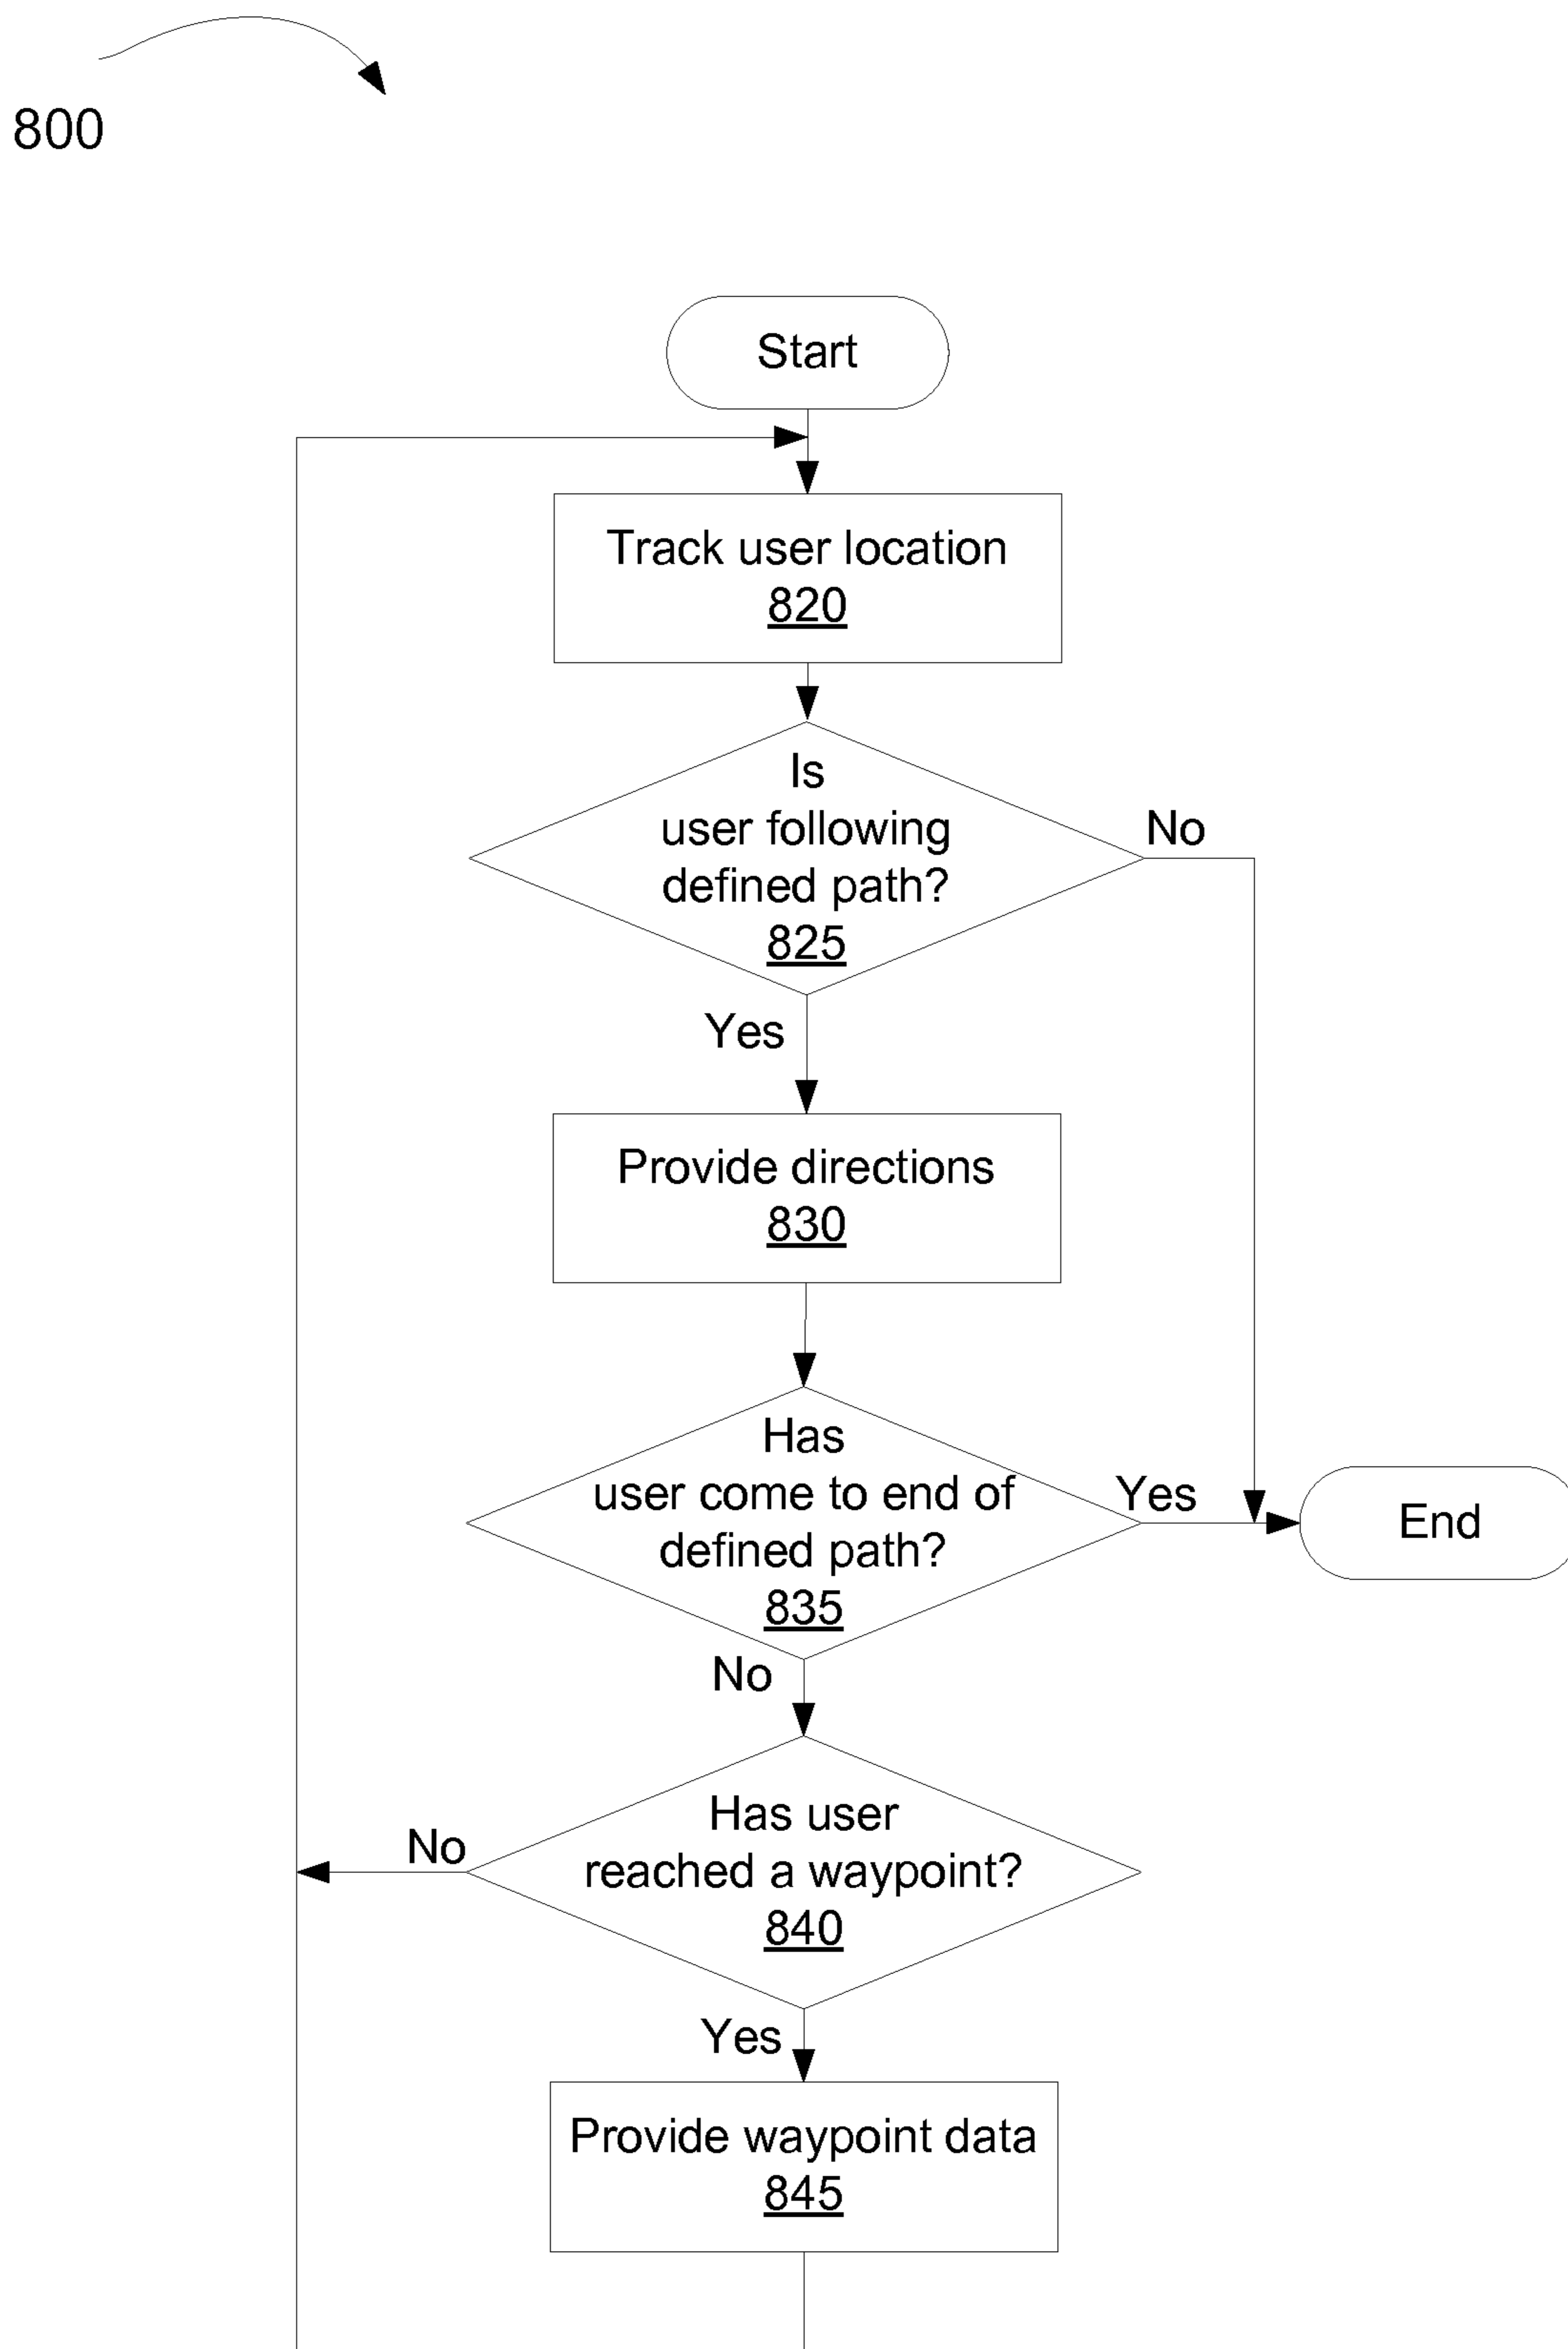 800
Start
Track user location
820
Is
user following
defined path?
825
No
Yes
Provide directions
830
Has
user come to end of
defined path?
835
Yes
End
No
Has user
reached a waypoint?
840
No
Yes
Provide waypoint data
845